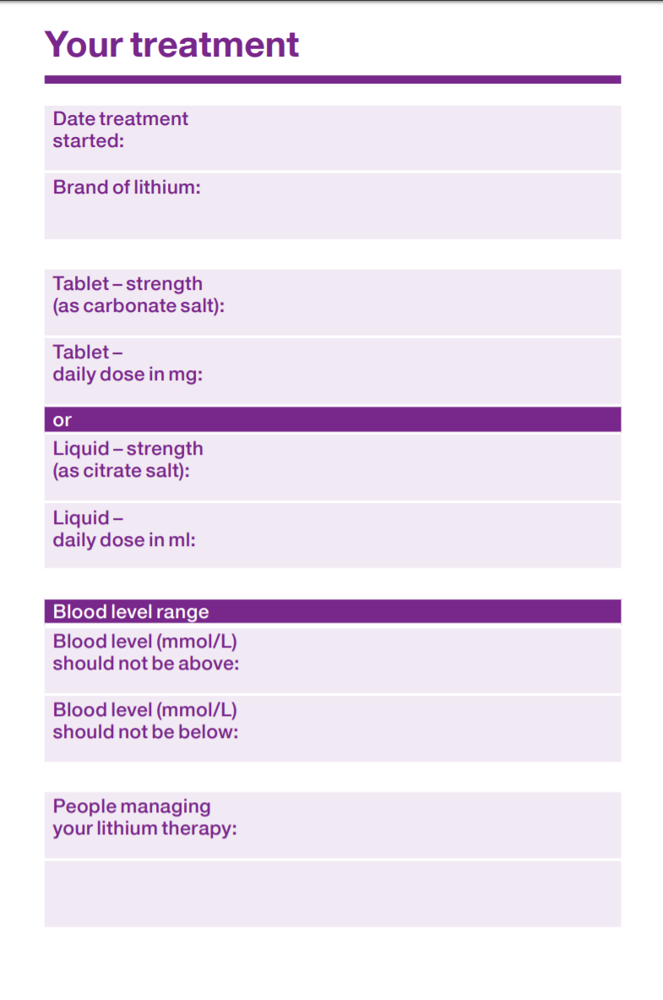 Your treatment
Date treatment
started:
Brand of lithium:
Tablet – strength
(as carbonate salt):
Tablet –
daily dose in mg:
or
Liquid – strength
(as citrate salt):
Liquid –
daily dose in ml:
Blood level range
Blood level (mmol/L)
should not be above:
Blood level (mmol/L)
should not be below:
People managing
your lithium therapy: